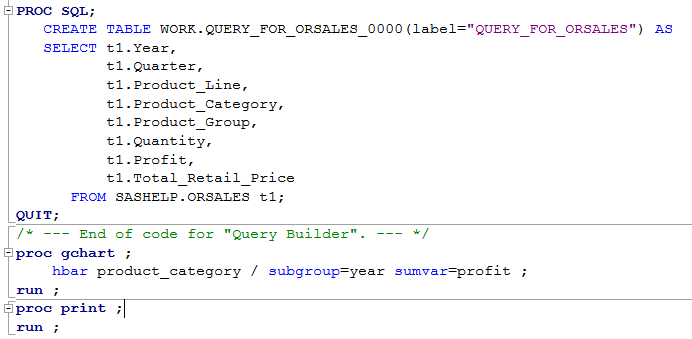 PROC SQL;
CREATE TABLE WORK.QUERY_FOR_ORSALES_0000(label="QUERY_FOR_ORSALES") AS
SELECT t1.Year,
t1.Quarter,
t1.Product_Line,
t1.Product_Category,
t1.Product_Group,
t1.Quantity,
t1.Profit,
t1.Total_Retail_Price
FROM SASHELP.ORSALES t1;
QUIT;
/* --- End of code for "Query Builder". --- */
proc gchart ;
hbar product_category / subgroup=year sumvar=profit ;
run ;
proc print ;
run ;